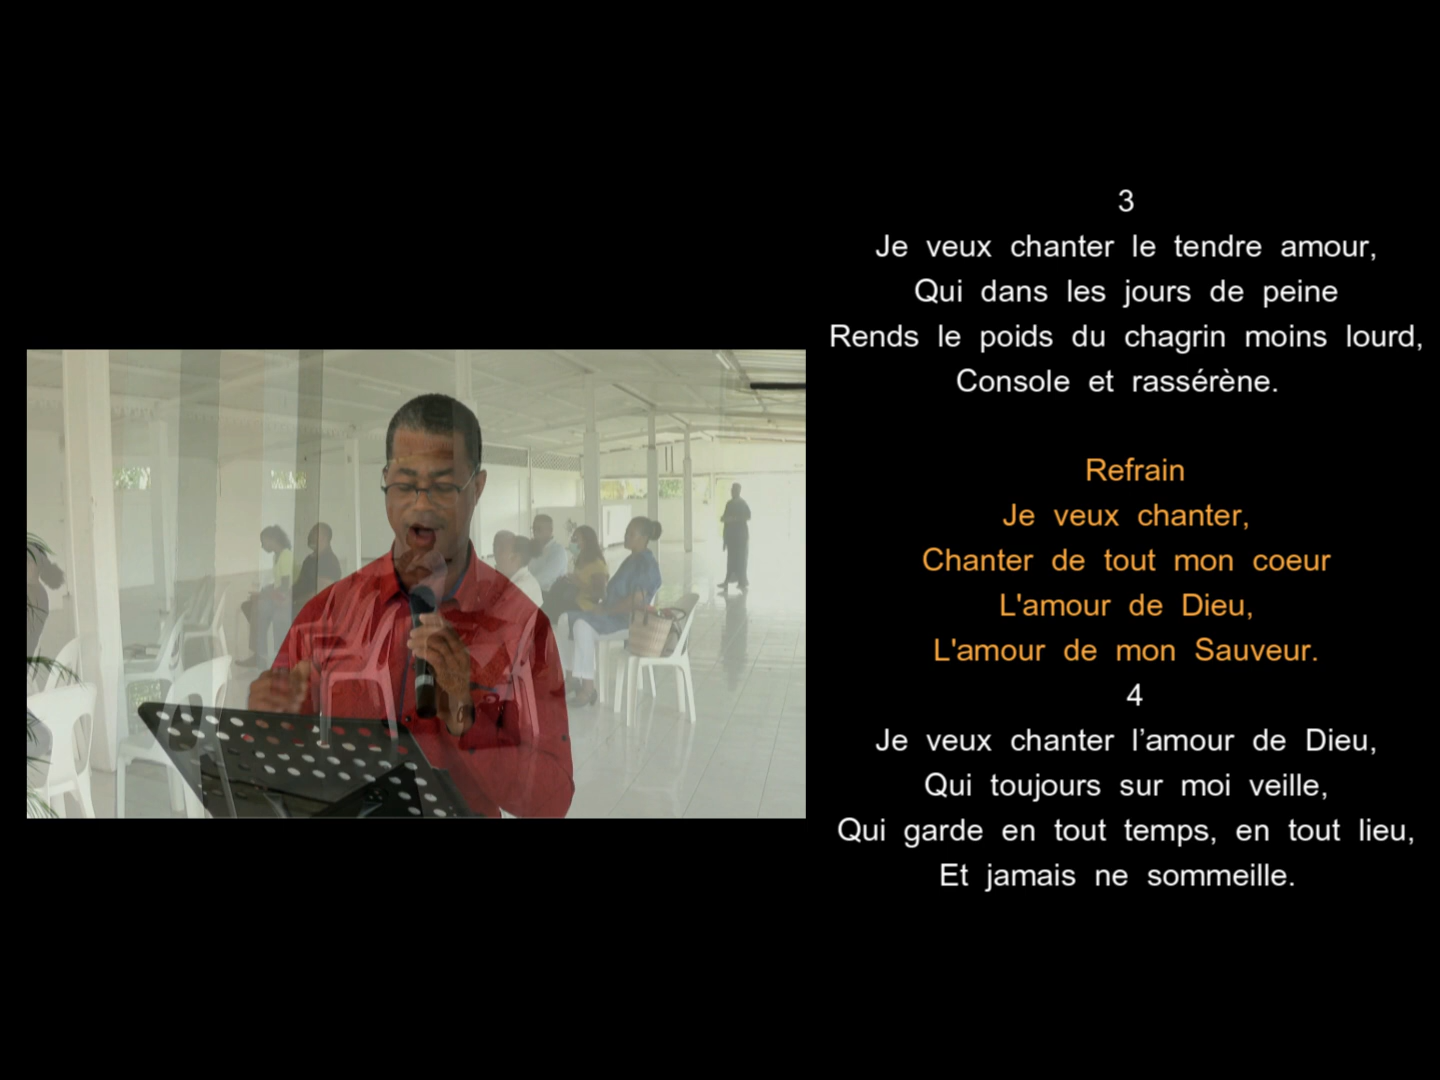 3
Je veux chanter le tendre amour,
Qui dans les jours de peine
Rends le poids du chagrin moins lourd,
Console et rassérène.
Refrain
Je veux chanter,
Chanter de tout mon coeur
L'amour de Dieu,
L'amour de mon Sauveur.
4
Je veux chanter l’amour de Dieu,
Qui toujours sur moi veille,
Qui garde en tout temps, en tout lieu,
Et jamais ne sommeille.